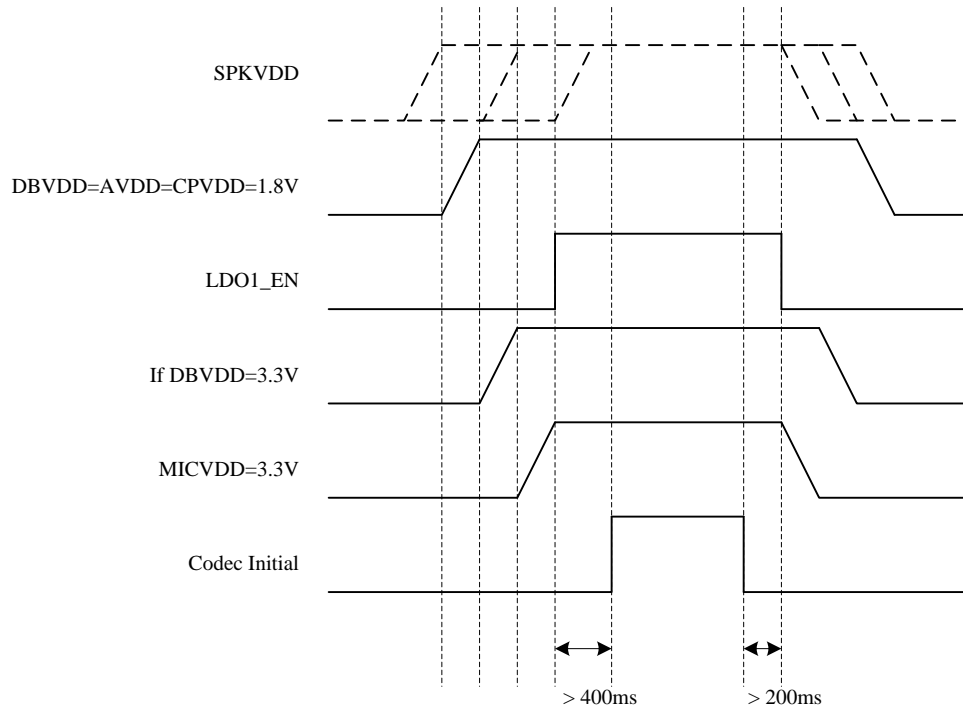 SPKVDD
DBVDD=AVDD=CPVDD=1.8V
LDO1_EN
If DBVDD=3.3V
MICVDD=3.3V
Codec Initial
> 400ms
> 200ms